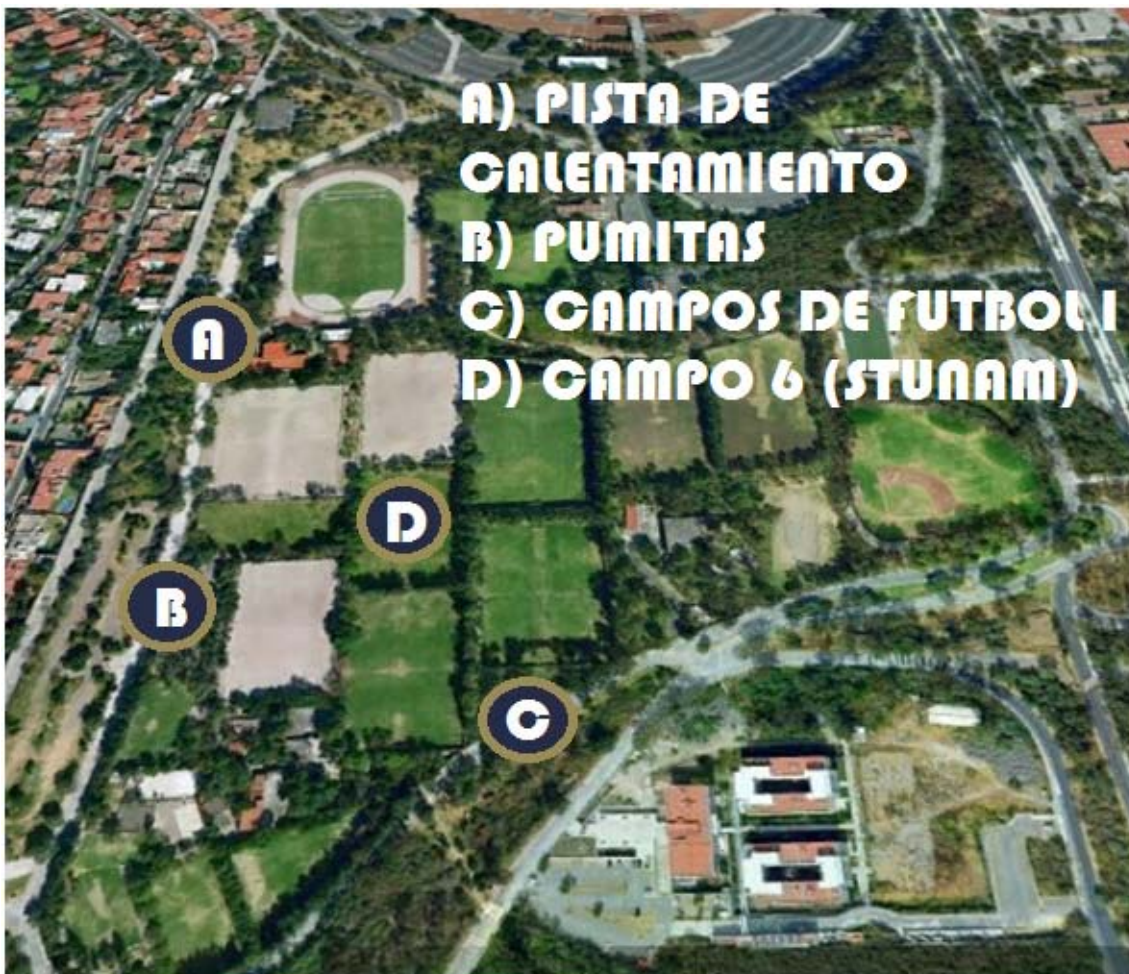 A) PISTA DE
CALENTAMIENTO
B) PUMITAS
C) CAMPOS DE FUTBOL I
D) CAMPO 6 (STUNAM)
A
D
B
C